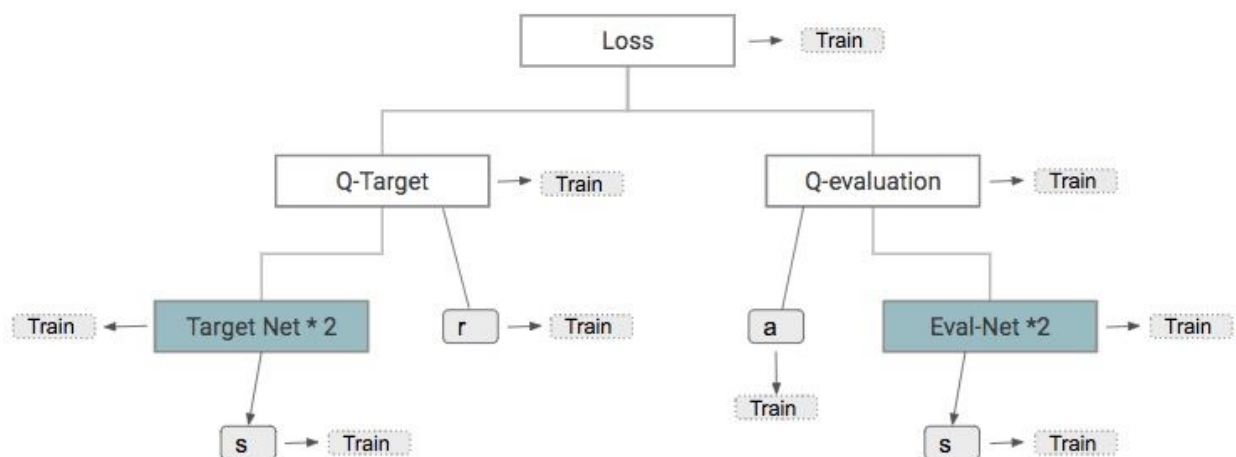 Loss
Train
Q-Target
Train
Q-evaluation
Train
Train
Target Net * 2
r
Train
a
Eval-Net *2
Train
Train
s
Train
s
Train